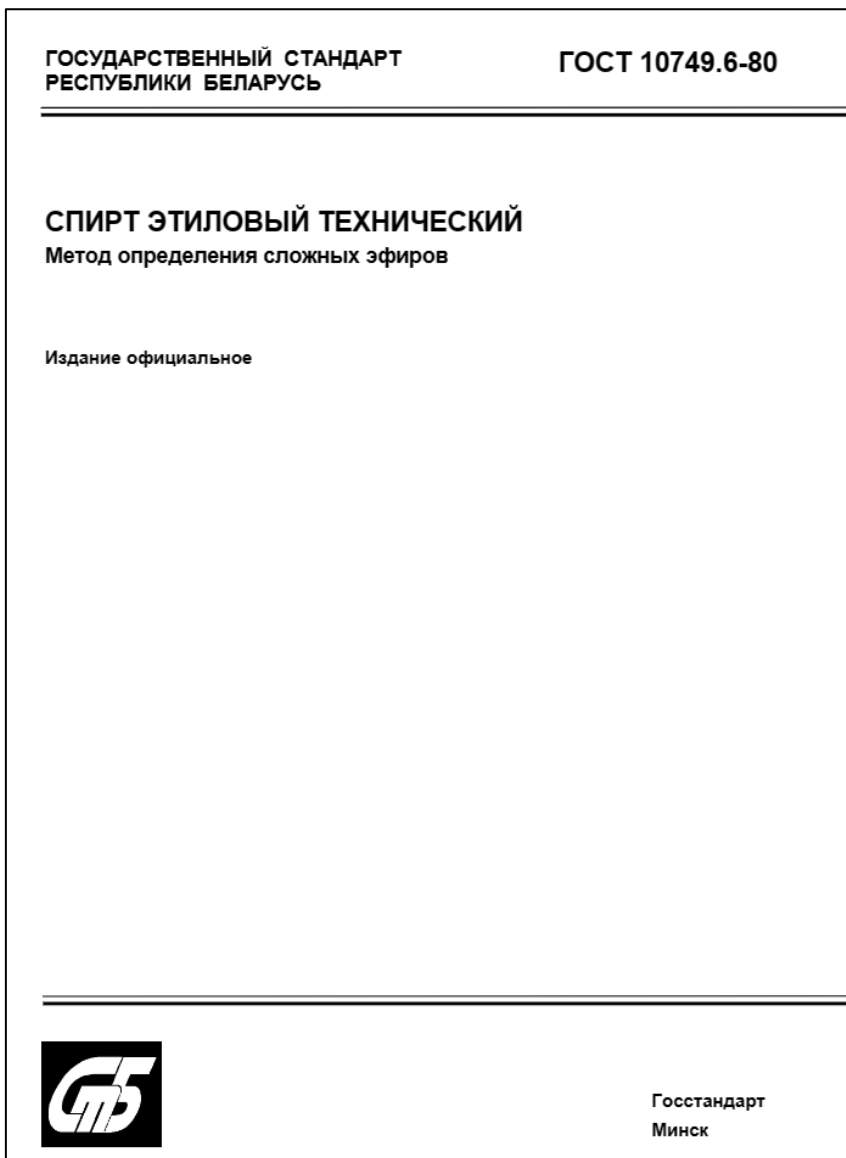 ГОСУДАРСТВЕННЫЙ СТАНДАРТ
РЕСПУБЛИКИ БЕЛАРУСЬ
ГОСТ 10749.6-80
СПИРТ ЭТИЛОВЫЙ ТЕХНИЧЕСКИЙ
Метод определения сложных эфиров
Издание официальное
СТБ
Госстандарт
Минск